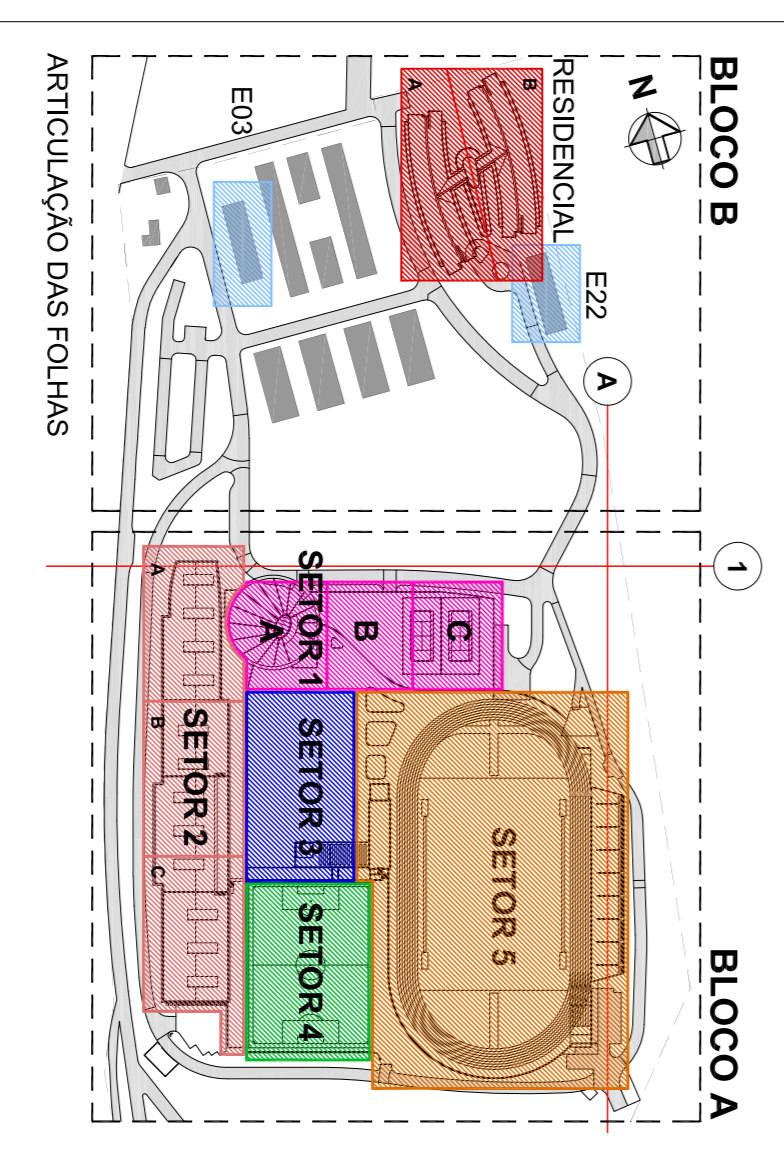 BLOCO B
N
RESIDENCIAL
B
A
E22
E03
ARTICULAÇÃO DAS FOLHAS
A
1
BLOCO A
SETOR 1
A
B
C
SETOR 2
A
B
C
SETOR 3
SETOR 4
SETOR 5